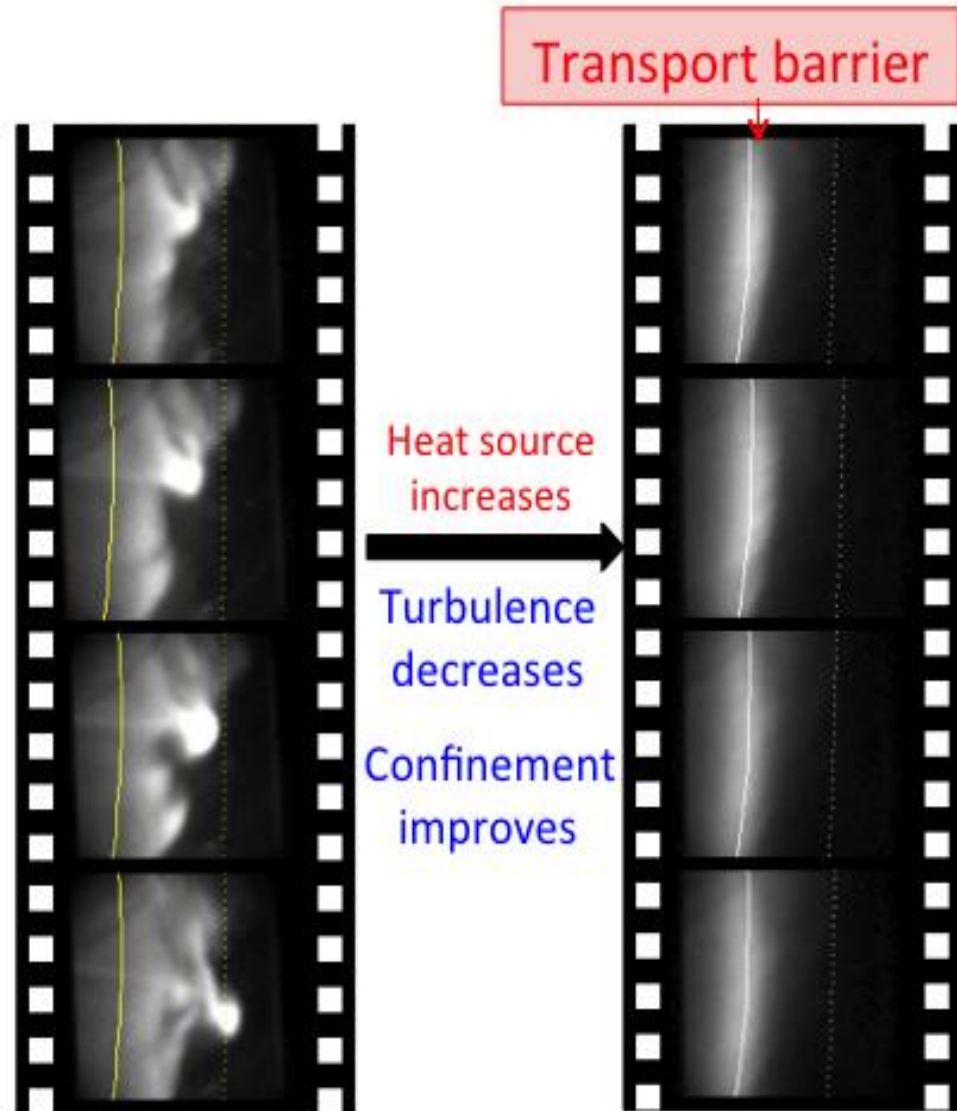 Transport barrier
Heat source
increases
Turbulence
decreases
Confinement
improves